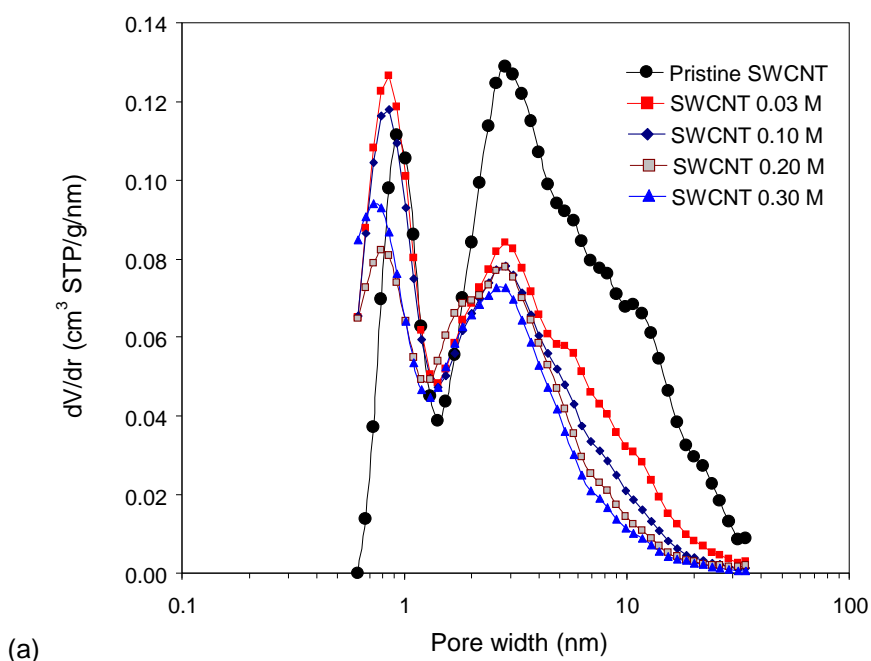 0.14
0.12
0.10
0.08
0.06
0.04
0.02
0.00
dV/dr (cm³ STP/g/nm)
Pristine SWCNT
SWCNT 0.03 M
SWCNT 0.10 M
SWCNT 0.20 M
SWCNT 0.30 M
0.1 1 10 100
Pore width (nm)
(a)